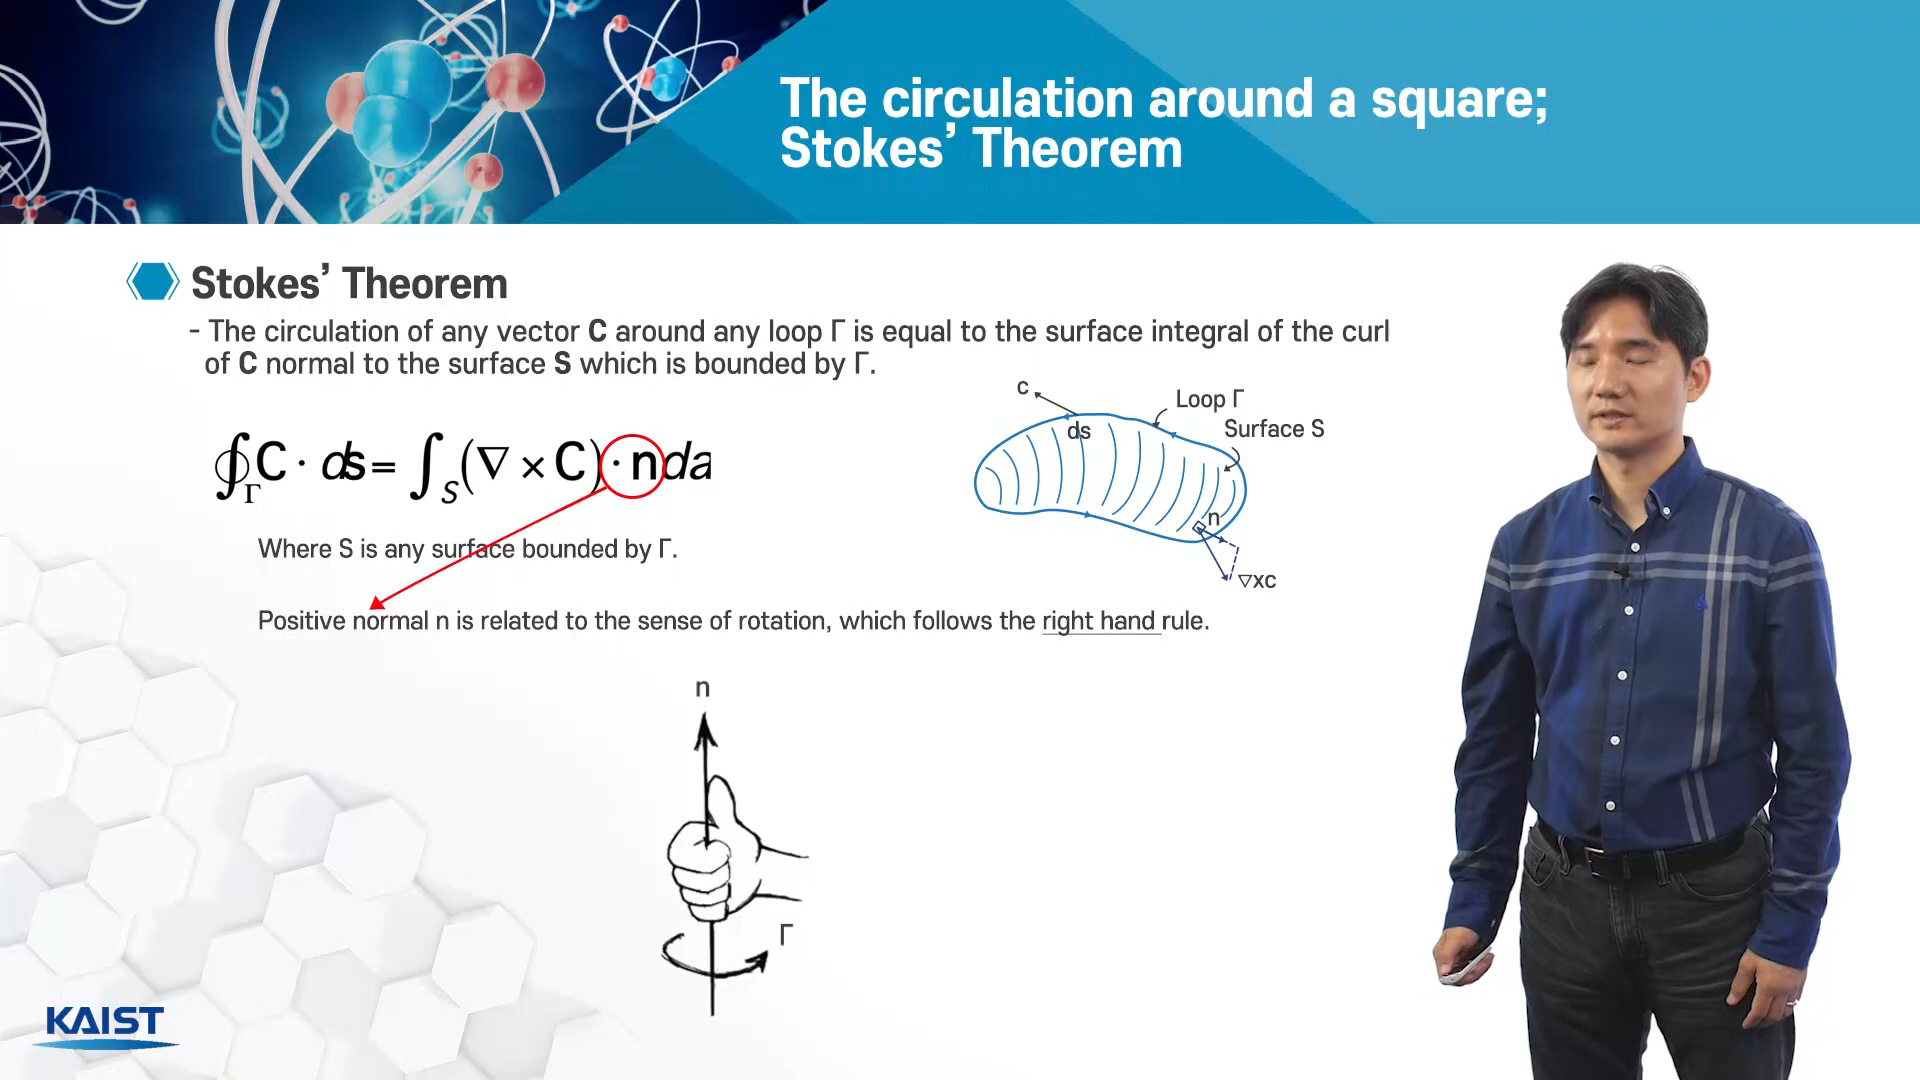 The circulation around a square;
Stokes' Theorem
Stokes' Theorem
- The circulation of any vector C around any loop Γ is equal to the surface integral of the curl
of C normal to the surface S which is bounded by Γ.
∮_Γ C · ds = ∫_S (∇ × C) · n da
c
Loop Γ
ds
Surface S
n
∇xc
Where S is any surface bounded by Γ.
Positive normal n is related to the sense of rotation, which follows the right hand rule.
n
Γ
KAIST